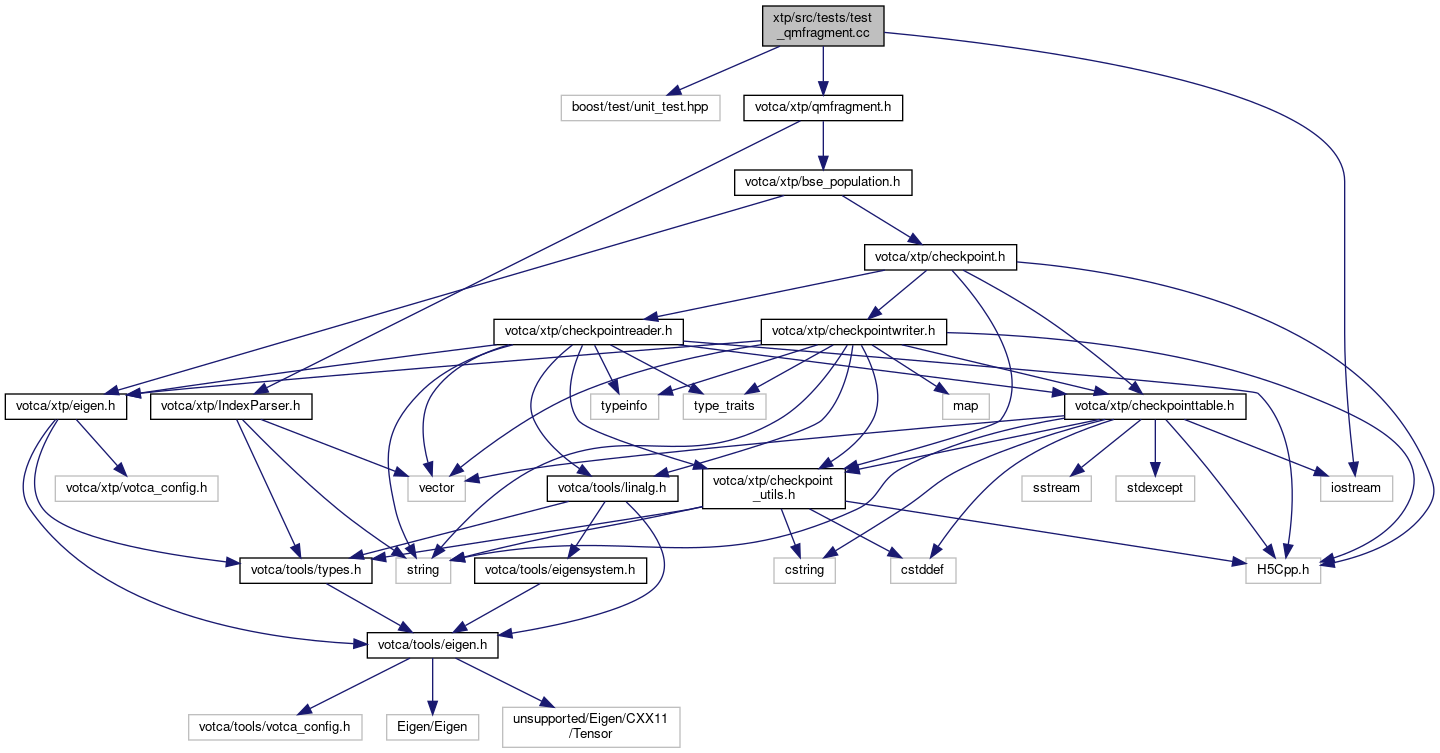 xtp/src/tests/test
_qmfragment.cc
boost/test/unit_test.hpp
votca/xtp/qmfragment.h
votca/xtp/bse_population.h
votca/xtp/checkpoint.h
votca/xtp/checkpointreader.h
votca/xtp/checkpointwriter.h
votca/xtp/eigen.h
votca/xtp/IndexParser.h
typeinfo
type_traits
map
votca/xtp/checkpointtable.h
votca/xtp/votca_config.h
vector
votca/tools/linalg.h
votca/xtp/checkpoint
_utils.h
sstream
stdexcept
iostream
votca/tools/types.h
string
votca/tools/eigensystem.h
cstring
cstddef
H5Cpp.h
votca/tools/eigen.h
votca/tools/votca_config.h
Eigen/Eigen
unsupported/Eigen/CXX11
/Tensor